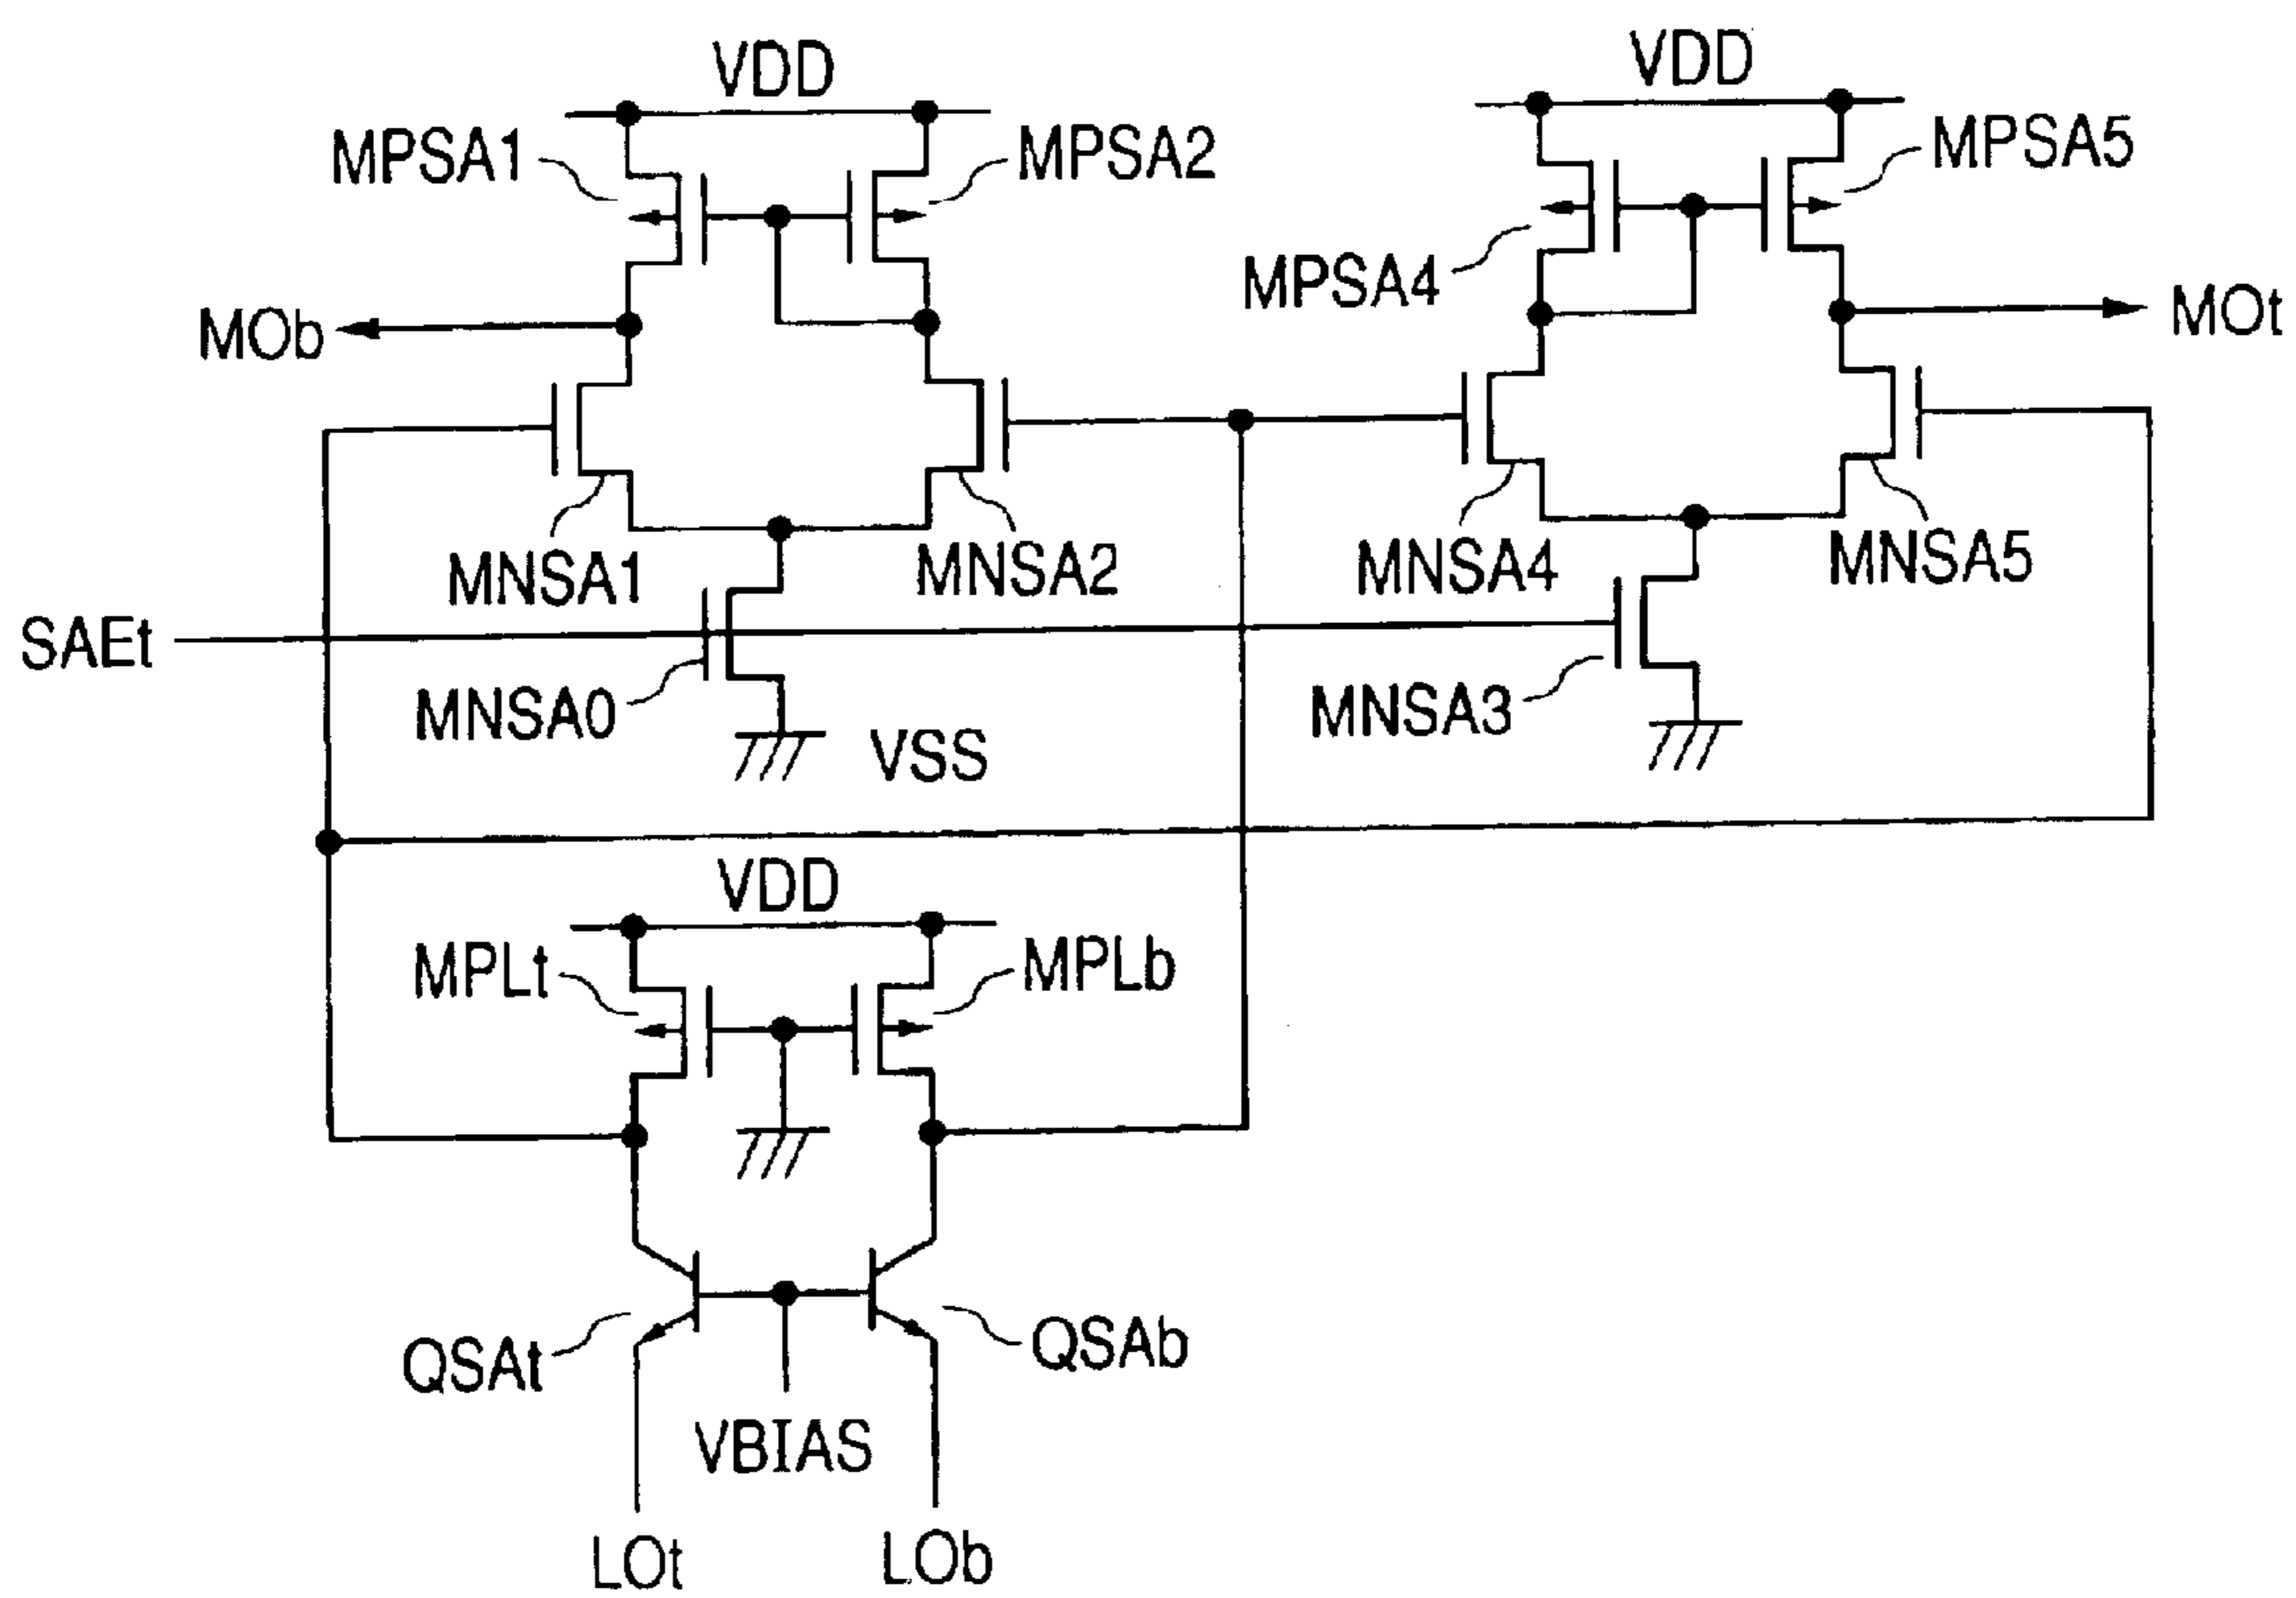 VDD
VDD
MPSA1
MPSA2
MPSA5
MPSA4
MOb
MOt
MNSA1
MNSA2
MNSA4
MNSA5
SAEt
MNSA0
VSS
MNSA3
VDD
MPLt
MPLb
QSAt
QSAb
VBIAS
LOt
LOb